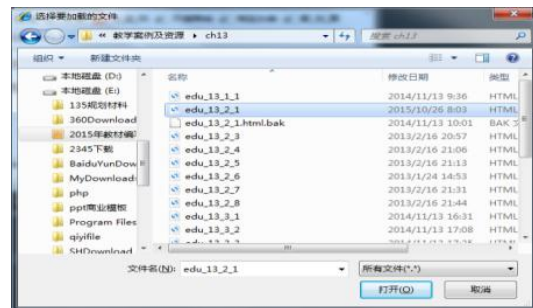 选择要加载的文件
« 教学案例及资源 ▸ ch13
搜索 ch13
组织 新建文件夹
本地磁盘 (D:)
本地磁盘 (E:)
135规划材料
360Download
2015年教材编
2345下载
BaiduYunDow
MyDownload
php
ppt商业模板
Program Files
qiyifile
SHDownload
名称 修改日期 类型
edu_13_1_1 2014/11/13 9:36 HTML
edu_13_2_1 2015/10/26 8:03 HTML
edu_13_2_1.html.bak 2014/11/13 10:01 BAK
edu_13_2_3 2013/2/16 20:57 HTML
edu_13_2_4 2013/2/16 21:06 HTML
edu_13_2_5 2013/2/16 21:13 HTML
edu_13_2_6 2013/1/24 14:53 HTML
edu_13_2_7 2013/2/16 21:31 HTML
edu_13_2_8 2013/2/16 21:44 HTML
edu_13_3_1 2014/11/13 16:31 HTML
edu_13_3_2 2014/11/13 17:08 HTML
文件名(N): edu_13_2_1 所有文件(*.*)
打开(O) 取消